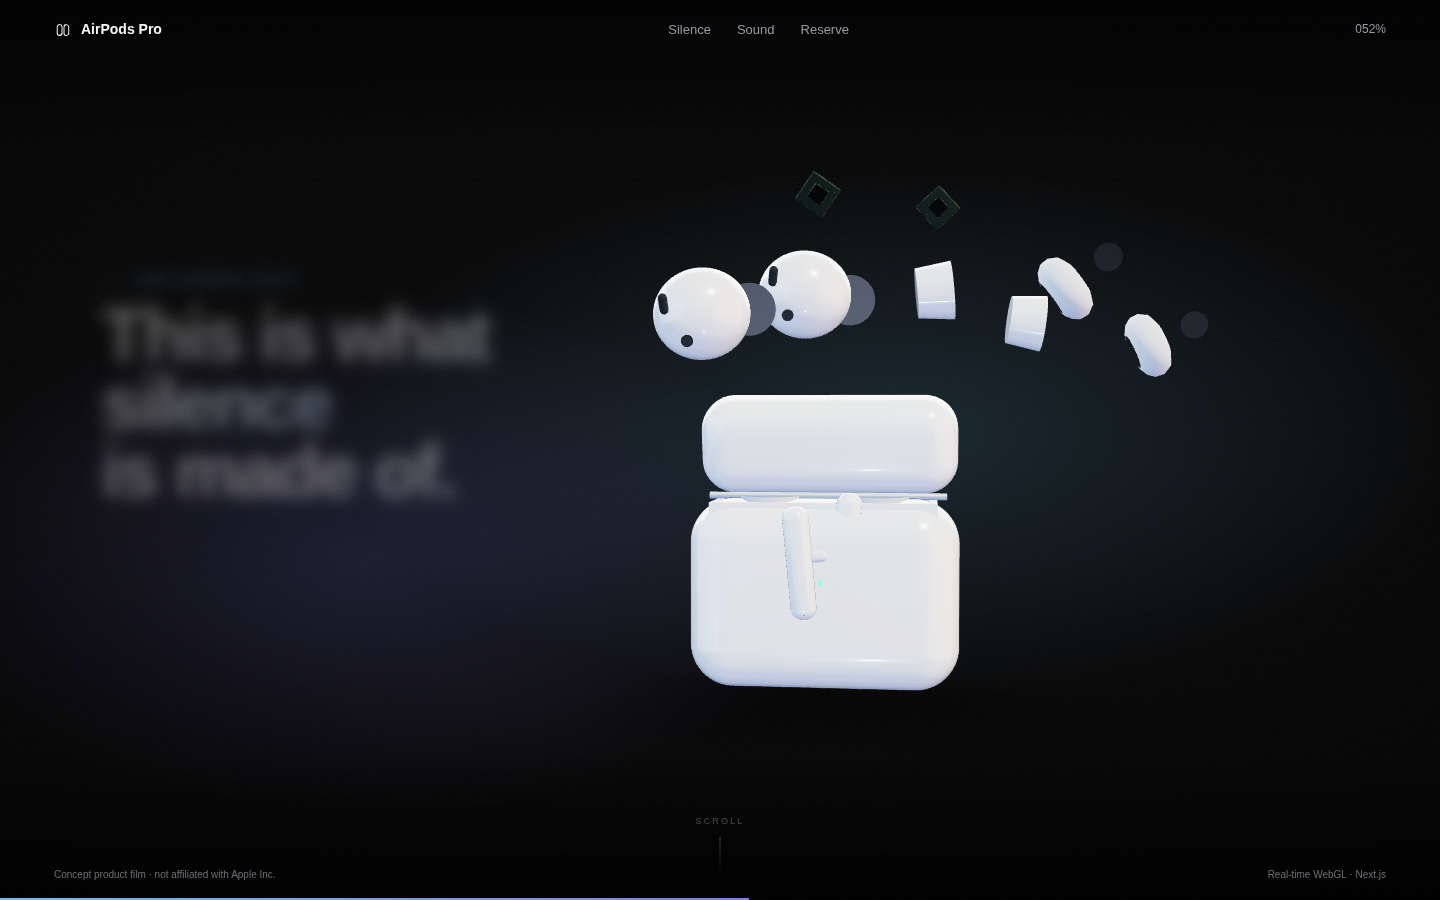 AirPods Pro
Silence
Sound
Reserve
052%
This is what
silence
is made of.
SCROLL
Concept product film · not affiliated with Apple Inc.
Real-time WebGL · Next.js